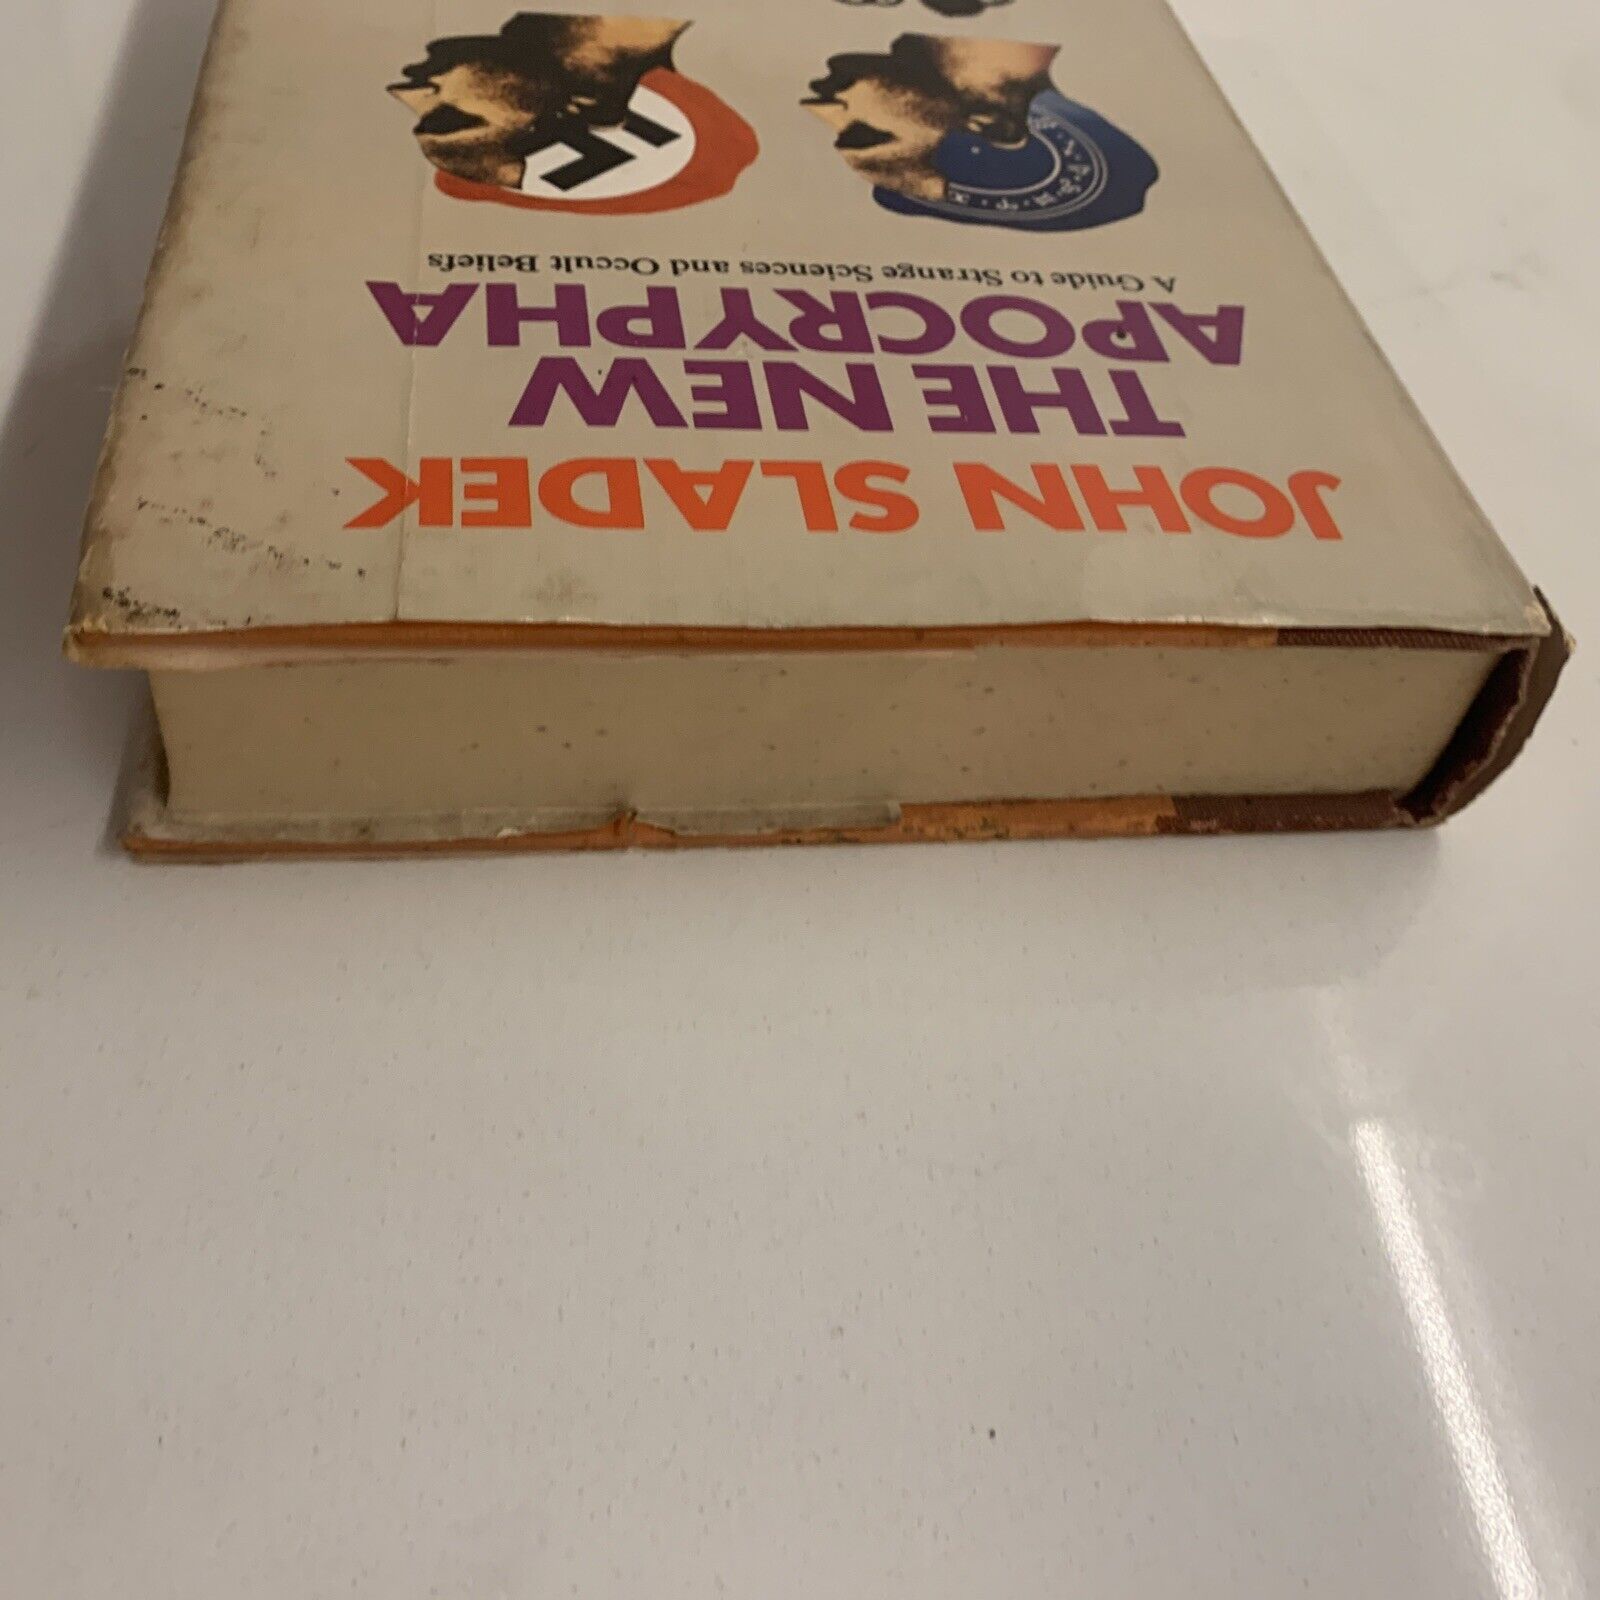 JOHN SLADEK
THE NEW
APOCRYPHA
A Guide to Strange Sciences and Occult Beliefs